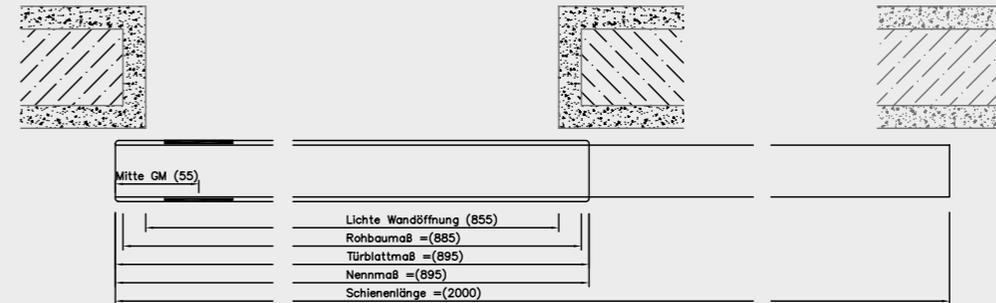 Mitte GM (55)
Lichte Wandöffnung (855)
Rohbaumaß =(885)
Türblattmaß =(895)
Nennmaß =(895)
Schienenlänge =(2000)